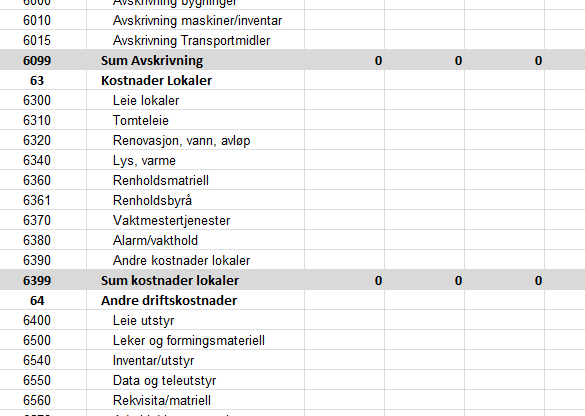 6000 Avskrivning bygninger
6010 Avskrivning maskiner/inventar
6015 Avskrivning Transportmidler
6099 Sum Avskrivning 0 0 0
63 Kostnader Lokaler
6300 Leie lokaler
6310 Tomteleie
6320 Renovasjon, vann, avløp
6340 Lys, varme
6360 Renholdsmatriell
6361 Renholdsbyrå
6370 Vaktmestertjenester
6380 Alarm/vakthold
6390 Andre kostnader lokaler
6399 Sum kostnader lokaler 0 0 0
64 Andre driftskostnader
6400 Leie utstyr
6500 Leker og formingsmateriell
6540 Inventar/utstyr
6550 Data og teleutstyr
6560 Rekvisita/matriell